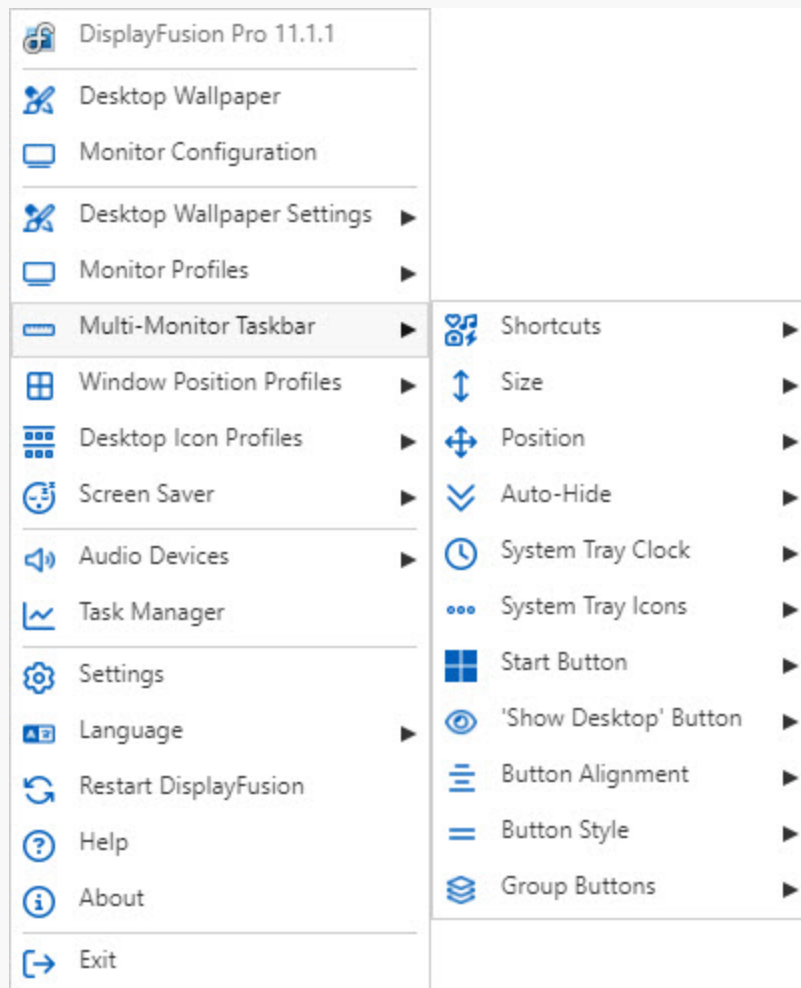 DisplayFusion Pro 11.1.1
Desktop Wallpaper
Monitor Configuration
Desktop Wallpaper Settings
Monitor Profiles
Multi-Monitor Taskbar
Window Position Profiles
Desktop Icon Profiles
Screen Saver
Audio Devices
Task Manager
Settings
Language
Restart DisplayFusion
Help
About
Exit
Shortcuts
Size
Position
Auto-Hide
System Tray Clock
System Tray Icons
Start Button
'Show Desktop' Button
Button Alignment
Button Style
Group Buttons